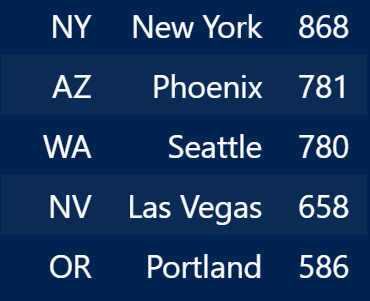 NY New York 868
AZ Phoenix 781
WA Seattle 780
NV Las Vegas 658
OR Portland 586